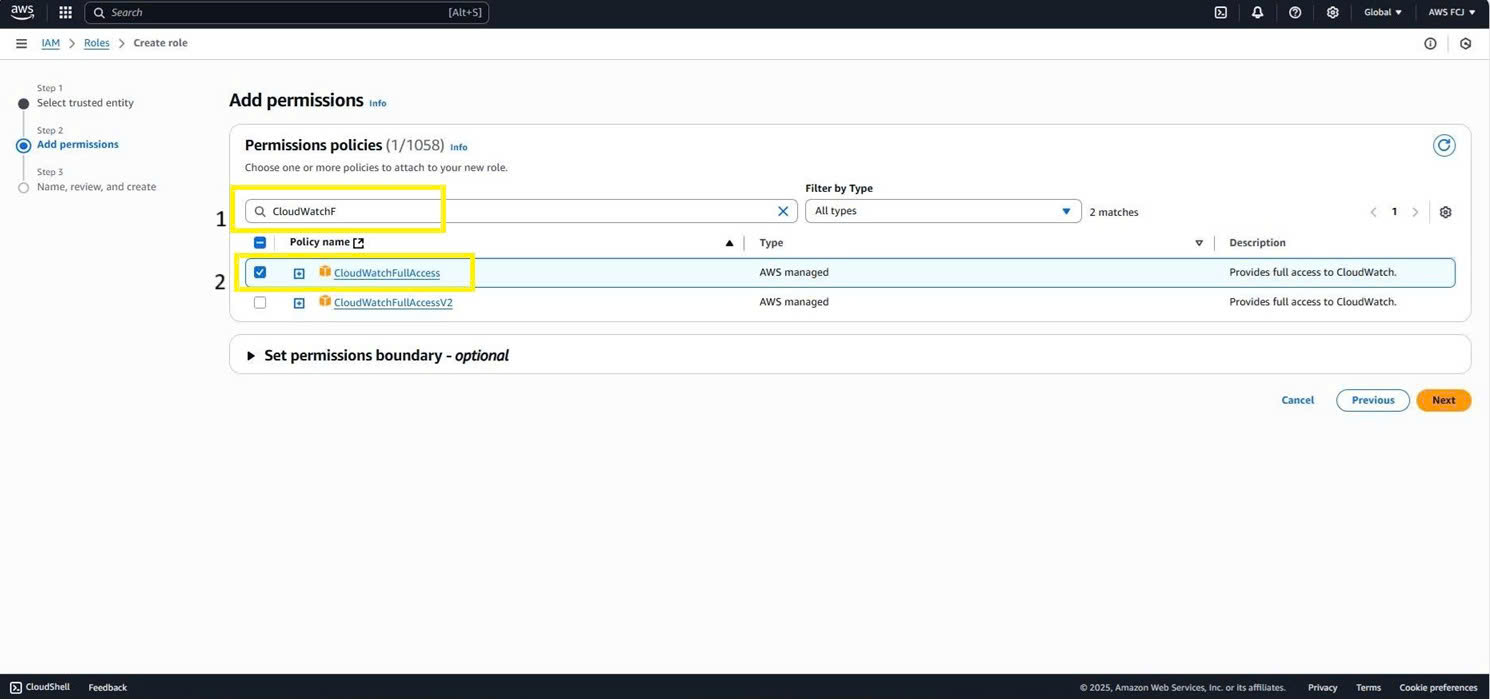 aws Search [Alt+S] Global AWS FCJ
IAM > Roles > Create role
Step 1
Select trusted entity
Step 2
Add permissions
Step 3
Name, review, and create
Add permissions Info
Permissions policies (1/1058) Info
Choose one or more policies to attach to your new role.
Filter by Type
1 CloudWatchF All types 2 matches 1
Policy name Type Description
2 CloudWatchFullAccess AWS managed Provides full access to CloudWatch.
CloudWatchFullAccessV2 AWS managed Provides full access to CloudWatch.
Set permissions boundary - optional
Cancel Previous Next
CloudShell Feedback © 2025, Amazon Web Services, Inc. or its affiliates. Privacy Terms Cookie preferences